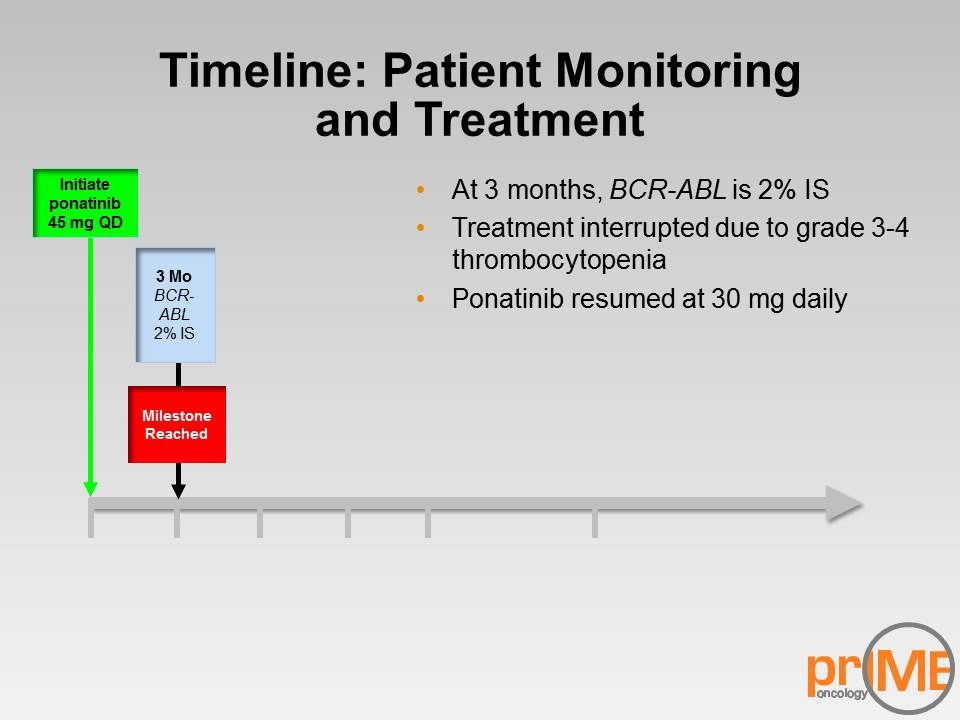 Timeline: Patient Monitoring
and Treatment
Initiate
ponatinib
45 mg QD
3 Mo
BCR-
ABL
2% IS
Milestone
Reached
• At 3 months, BCR-ABL is 2% IS
• Treatment interrupted due to grade 3-4
thrombocytopenia
• Ponatinib resumed at 30 mg daily
prIME
oncology